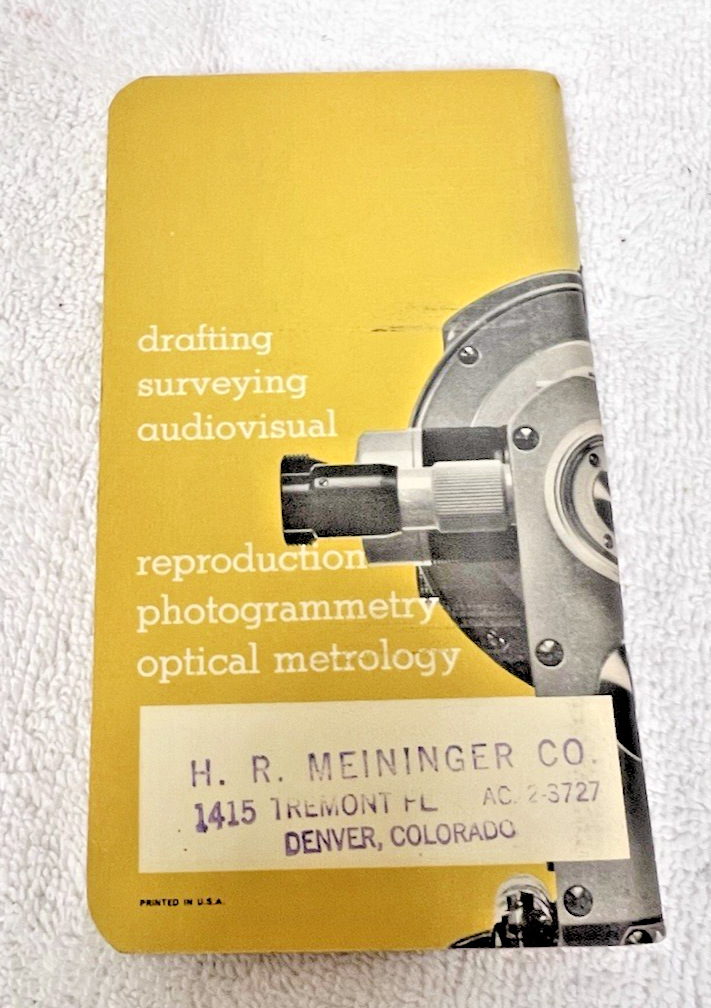 drafting
surveying
audiovisual
reproduction
photogrammetry
optical metrology
H. R. MEININGER CO.
1415 TREMONT PL AC. 2-3727
DENVER, COLORADO
PRINTED IN U.S.A.